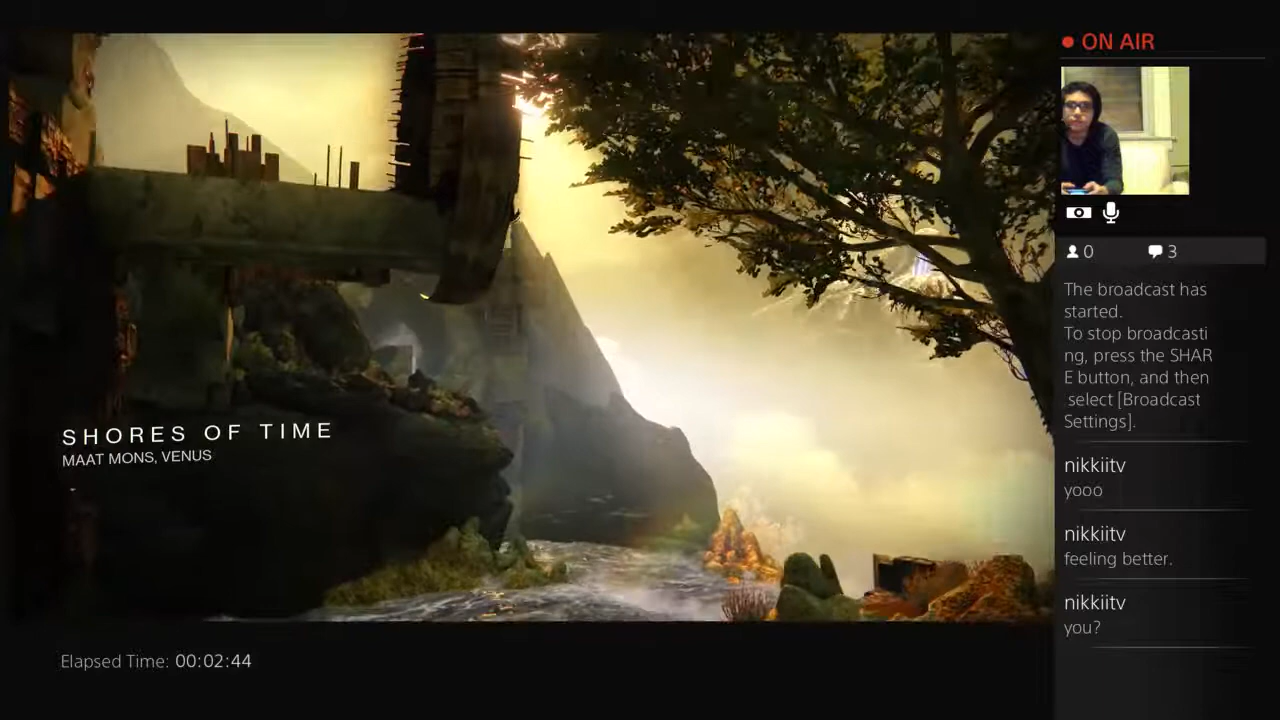 ON AIR
0 3
The broadcast has
started.
To stop broadcasti
ng, press the SHAR
E button, and then
select [Broadcast
Settings].
nikkiitv
yooo
nikkiitv
feeling better.
nikkiitv
you?
SHORES OF TIME
MAAT MONS, VENUS
Elapsed Time: 00:02:44